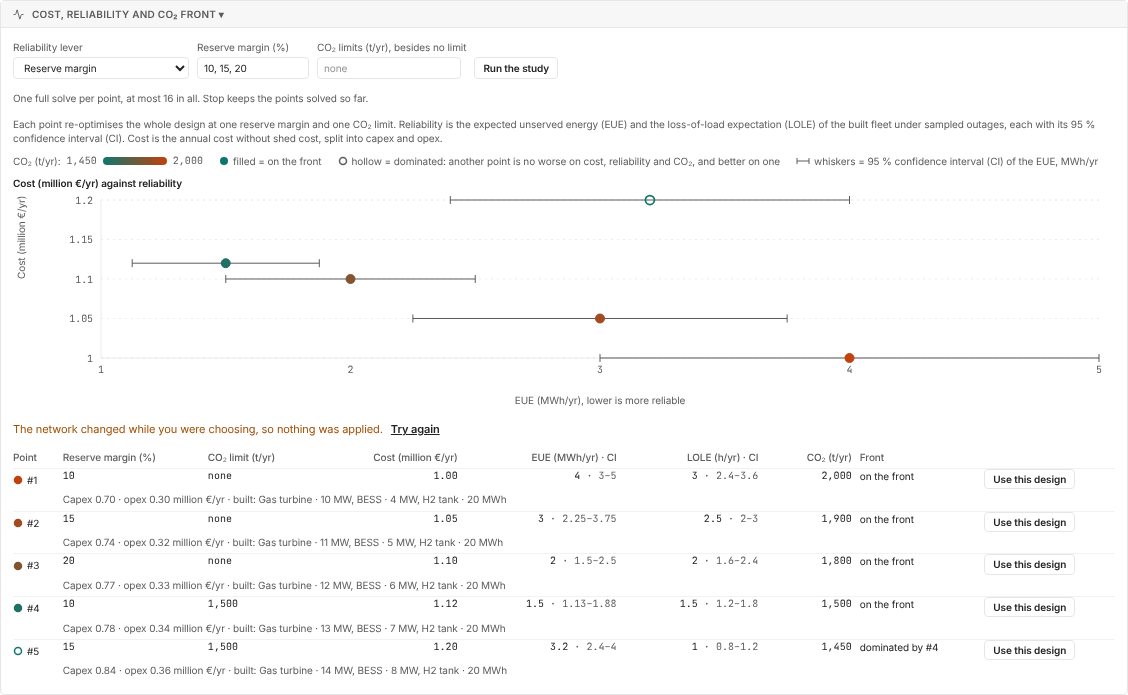 COST, RELIABILITY AND CO₂ FRONT ▾
Reliability lever
Reserve margin (%)
CO₂ limits (t/yr), besides no limit
Reserve margin
10, 15, 20
none
Run the study
One full solve per point, at most 16 in all. Stop keeps the points solved so far.
Each point re-optimises the whole design at one reserve margin and one CO₂ limit. Reliability is the expected unserved energy (EUE) and the loss-of-load expectation (LOLE) of the built fleet under sampled outages, each with its 95 %
confidence interval (CI). Cost is the annual cost without shed cost, split into capex and opex.
CO₂ (t/yr): 1,450 2,000 filled = on the front hollow = dominated: another point is no worse on cost, reliability and CO₂, and better on one whiskers = 95 % confidence interval (CI) of the EUE, MWh/yr
Cost (million €/yr) against reliability
Cost (million €/yr)
1.2
1.15
1.1
1.05
1
1 2 3 4 5
EUE (MWh/yr), lower is more reliable
The network changed while you were choosing, so nothing was applied. Try again
Point Reserve margin (%) CO₂ limit (t/yr) Cost (million €/yr) EUE (MWh/yr) · CI LOLE (h/yr) · CI CO₂ (t/yr) Front
#1 10 none 1.00 4 · 3–5 3 · 2.4–3.6 2,000 on the front Use this design
Capex 0.70 · opex 0.30 million €/yr · built: Gas turbine · 10 MW, BESS · 4 MW, H2 tank · 20 MWh
#2 15 none 1.05 3 · 2.25–3.75 2.5 · 2–3 1,900 on the front Use this design
Capex 0.74 · opex 0.32 million €/yr · built: Gas turbine · 11 MW, BESS · 5 MW, H2 tank · 20 MWh
#3 20 none 1.10 2 · 1.5–2.5 2 · 1.6–2.4 1,800 on the front Use this design
Capex 0.77 · opex 0.33 million €/yr · built: Gas turbine · 12 MW, BESS · 6 MW, H2 tank · 20 MWh
#4 10 1,500 1.12 1.5 · 1.13–1.88 1.5 · 1.2–1.8 1,500 on the front Use this design
Capex 0.78 · opex 0.34 million €/yr · built: Gas turbine · 13 MW, BESS · 7 MW, H2 tank · 20 MWh
#5 15 1,500 1.20 3.2 · 2.4–4 1 · 0.8–1.2 1,450 dominated by #4 Use this design
Capex 0.84 · opex 0.36 million €/yr · built: Gas turbine · 14 MW, BESS · 8 MW, H2 tank · 20 MWh